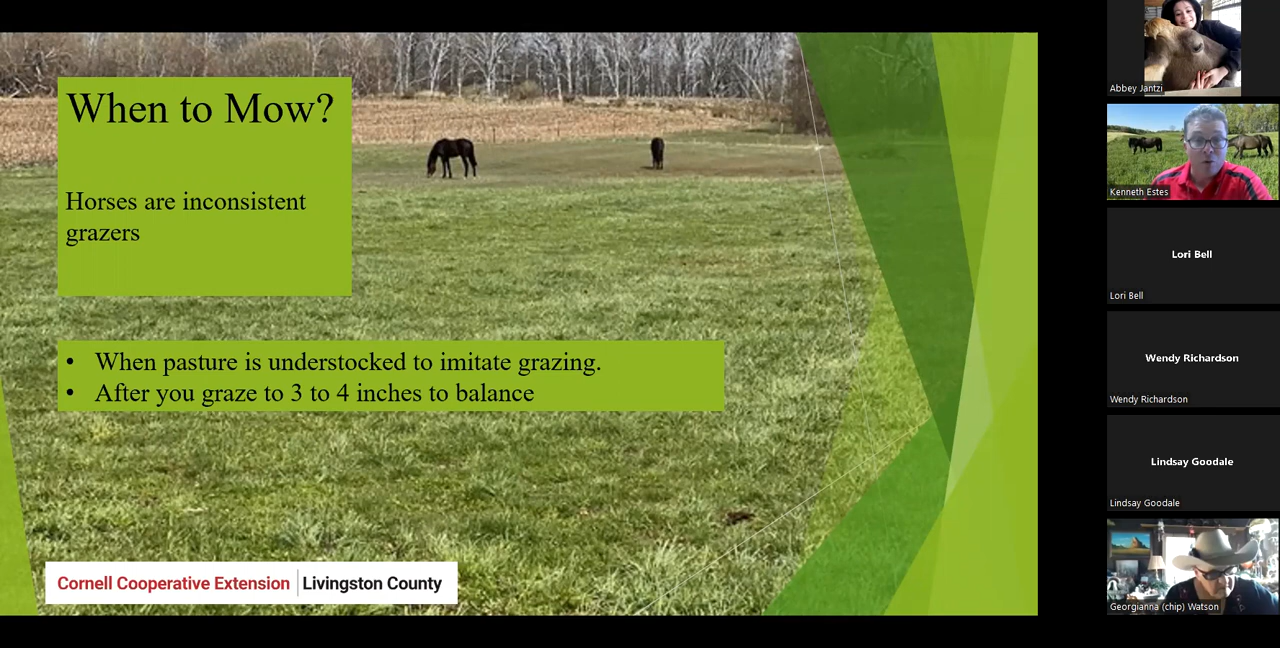 When to Mow?
Horses are inconsistent
grazers
• When pasture is understocked to imitate grazing.
• After you graze to 3 to 4 inches to balance
Cornell Cooperative Extension | Livingston County
Abbey Jantzi
Kenneth Estes
Lori Bell
Lori Bell
Wendy Richardson
Wendy Richardson
Lindsay Goodale
Lindsay Goodale
Georgianna (chip) Watson